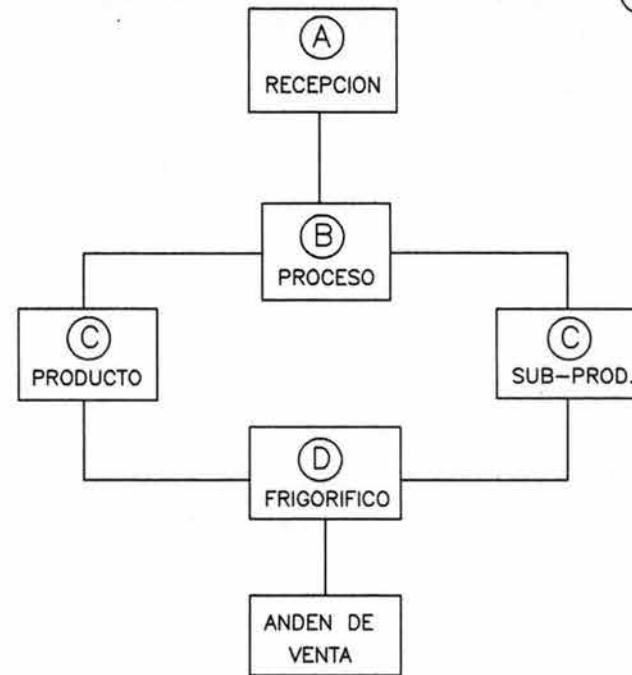 A
RECEPCION
B
PROCESO
C
PRODUCTO
C
SUB-PROD.
D
FRIGORIFICO
ANDEN DE
VENTA